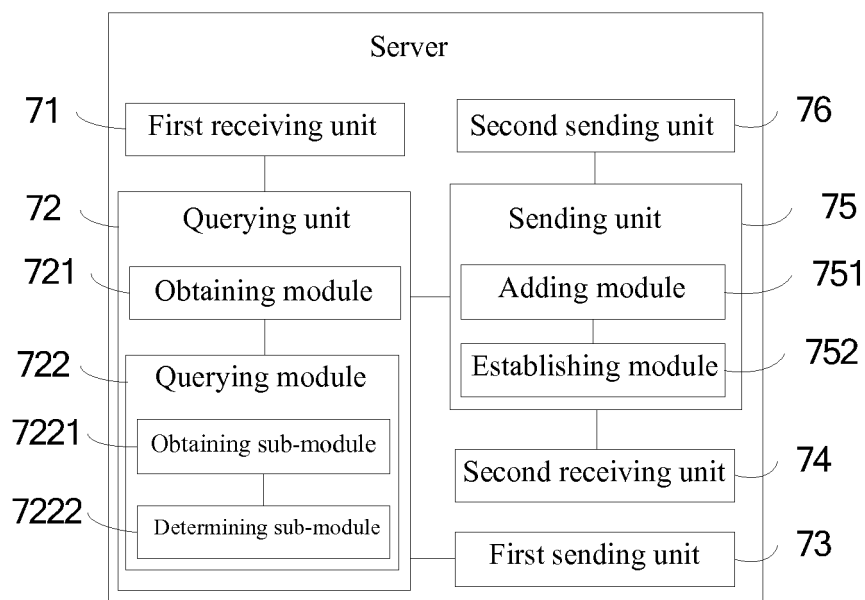 Server
71
First receiving unit
Second sending unit
76
72
Querying unit
Sending unit
75
721
Obtaining module
Adding module
751
722
Querying module
Establishing module
752
7221
Obtaining sub-module
Second receiving unit
74
7222
Determining sub-module
First sending unit
73